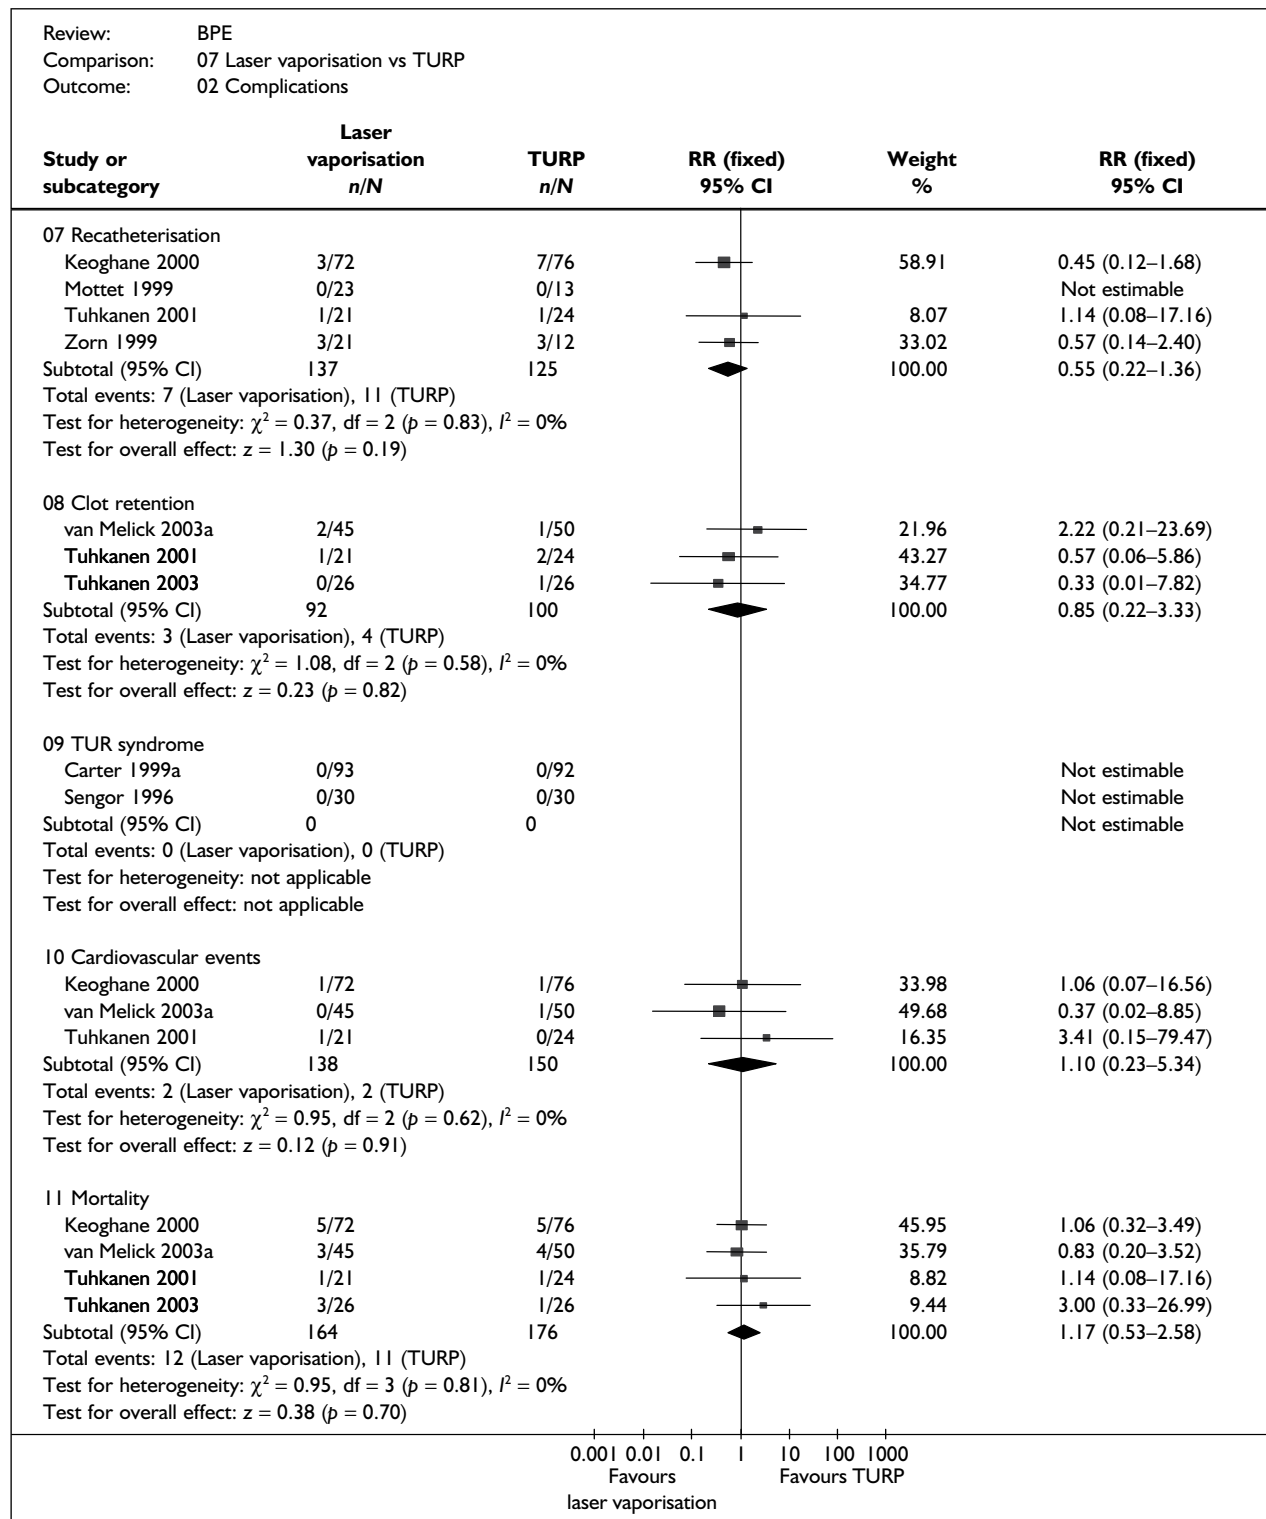 Review: BPE
Comparison: 07 Laser vaporisation vs TURP
Outcome: 02 Complications
Laser
Study or vaporisation TURP RR (fixed) Weight RR (fixed)
subcategory n/N n/N 95% CI % 95% CI
07 Recatheterisation
Keoghane 2000 3/72 7/76 58.91 0.45 (0.12–1.68)
Mottet 1999 0/23 0/13 Not estimable
Tuhkanen 2001 1/21 1/24 8.07 1.14 (0.08–17.16)
Zorn 1999 3/21 3/12 33.02 0.57 (0.14–2.40)
Subtotal (95% CI) 137 125 100.00 0.55 (0.22–1.36)
Total events: 7 (Laser vaporisation), 11 (TURP)
Test for heterogeneity: χ² = 0.37, df = 2 (p = 0.83), I² = 0%
Test for overall effect: z = 1.30 (p = 0.19)
08 Clot retention
van Melick 2003a 2/45 1/50 21.96 2.22 (0.21–23.69)
Tuhkanen 2001 1/21 2/24 43.27 0.57 (0.06–5.86)
Tuhkanen 2003 0/26 1/26 34.77 0.33 (0.01–7.82)
Subtotal (95% CI) 92 100 100.00 0.85 (0.22–3.33)
Total events: 3 (Laser vaporisation), 4 (TURP)
Test for heterogeneity: χ² = 1.08, df = 2 (p = 0.58), I² = 0%
Test for overall effect: z = 0.23 (p = 0.82)
09 TUR syndrome
Carter 1999a 0/93 0/92 Not estimable
Sengor 1996 0/30 0/30 Not estimable
Subtotal (95% CI) 0 0 Not estimable
Total events: 0 (Laser vaporisation), 0 (TURP)
Test for heterogeneity: not applicable
Test for overall effect: not applicable
10 Cardiovascular events
Keoghane 2000 1/72 1/76 33.98 1.06 (0.07–16.56)
van Melick 2003a 0/45 1/50 49.68 0.37 (0.02–8.85)
Tuhkanen 2001 1/21 0/24 16.35 3.41 (0.15–79.47)
Subtotal (95% CI) 138 150 100.00 1.10 (0.23–5.34)
Total events: 2 (Laser vaporisation), 2 (TURP)
Test for heterogeneity: χ² = 0.95, df = 2 (p = 0.62), I² = 0%
Test for overall effect: z = 0.12 (p = 0.91)
11 Mortality
Keoghane 2000 5/72 5/76 45.95 1.06 (0.32–3.49)
van Melick 2003a 3/45 4/50 35.79 0.83 (0.20–3.52)
Tuhkanen 2001 1/21 1/24 8.82 1.14 (0.08–17.16)
Tuhkanen 2003 3/26 1/26 9.44 3.00 (0.33–26.99)
Subtotal (95% CI) 164 176 100.00 1.17 (0.53–2.58)
Total events: 12 (Laser vaporisation), 11 (TURP)
Test for heterogeneity: χ² = 0.95, df = 3 (p = 0.81), I² = 0%
Test for overall effect: z = 0.38 (p = 0.70)
0.001 0.01 0.1 1 10 100 1000
Favours Favours TURP
laser vaporisation